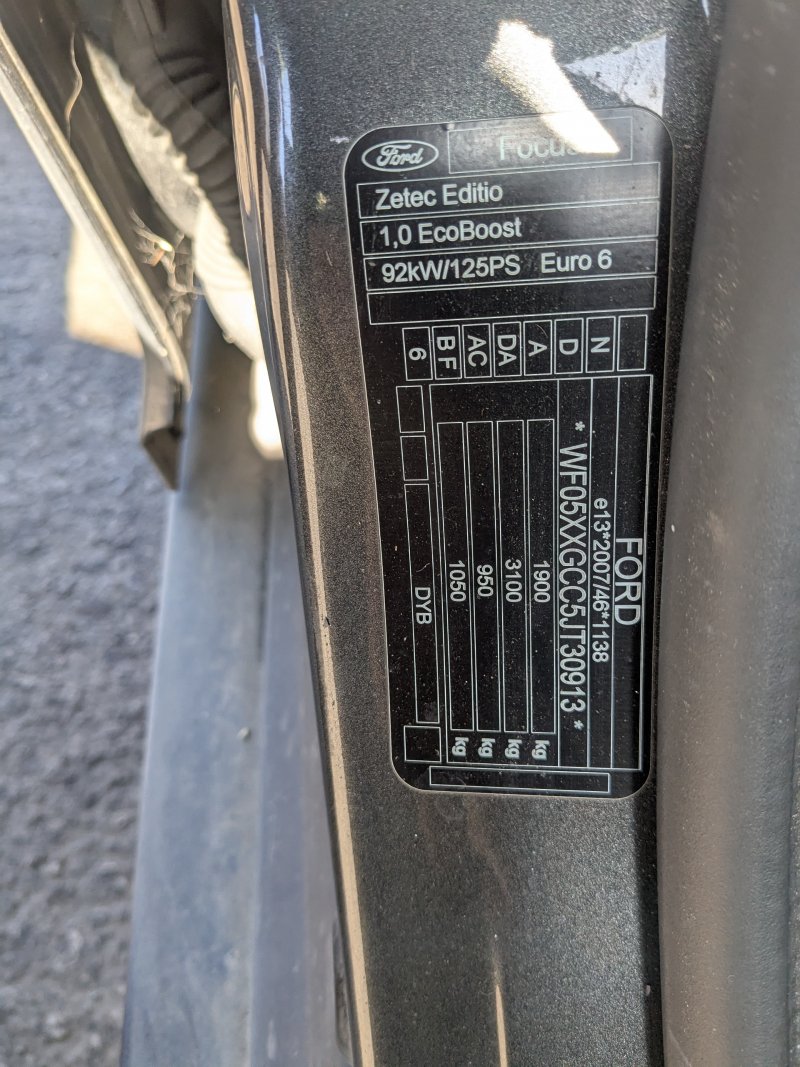 Ford
Focus
Zetec Editio
1,0 EcoBoost
92kW/125PS Euro 6
N
D
A
DA
AC
BF
6
FORD
e13*2007/46*1138
* WF05XXGCC5JT30913 *
1900 kg
3100 kg
950 kg
1050 kg
DYB